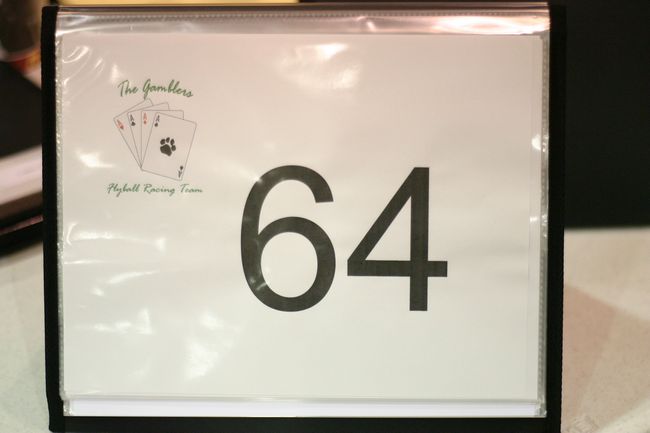 The Gamblers
A A A A
A
Flyball Racing Team
64